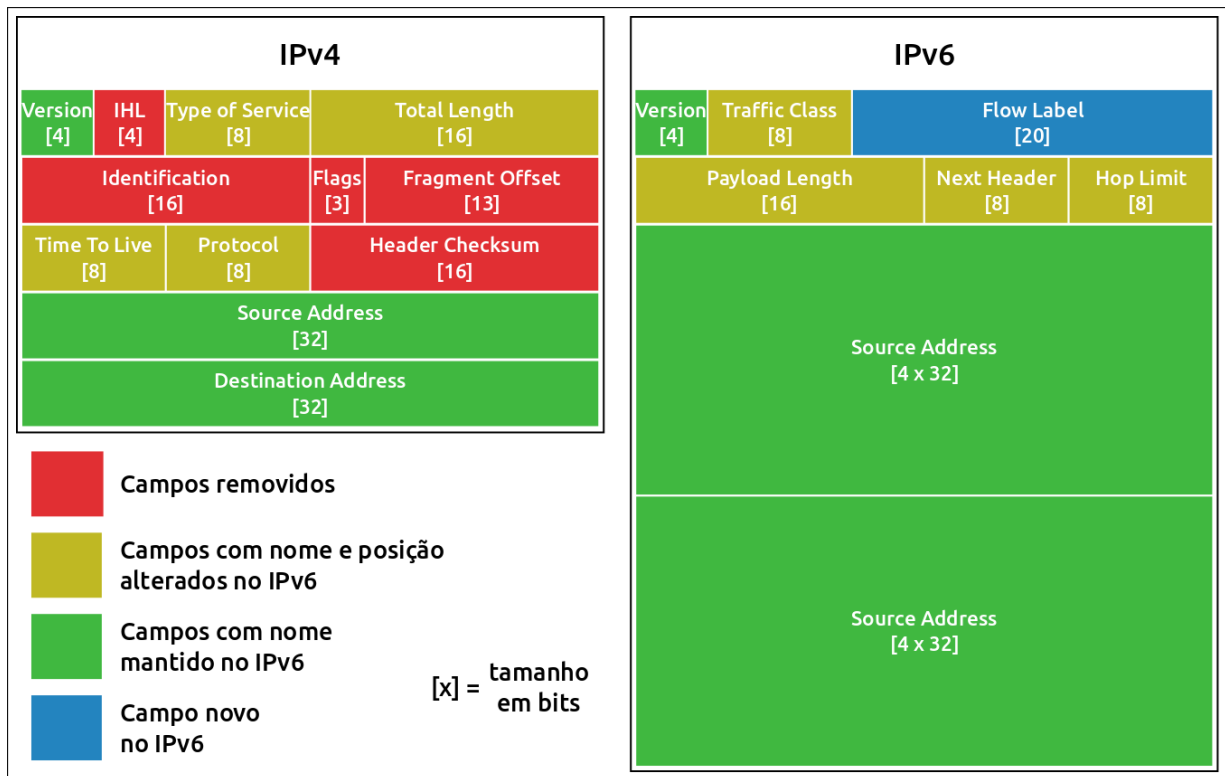 IPv4
Version
[4]
IHL
[4]
Type of Service
[8]
Total Length
[16]
Identification
[16]
Flags
[3]
Fragment Offset
[13]
Time To Live
[8]
Protocol
[8]
Header Checksum
[16]
Source Address
[32]
Destination Address
[32]
Campos removidos
Campos com nome e posição
alterados no IPv6
Campos com nome
mantido no IPv6
Campo novo
no IPv6
[x] = tamanho
em bits
IPv6
Version
[4]
Traffic Class
[8]
Flow Label
[20]
Payload Length
[16]
Next Header
[8]
Hop Limit
[8]
Source Address
[4 x 32]
Source Address
[4 x 32]